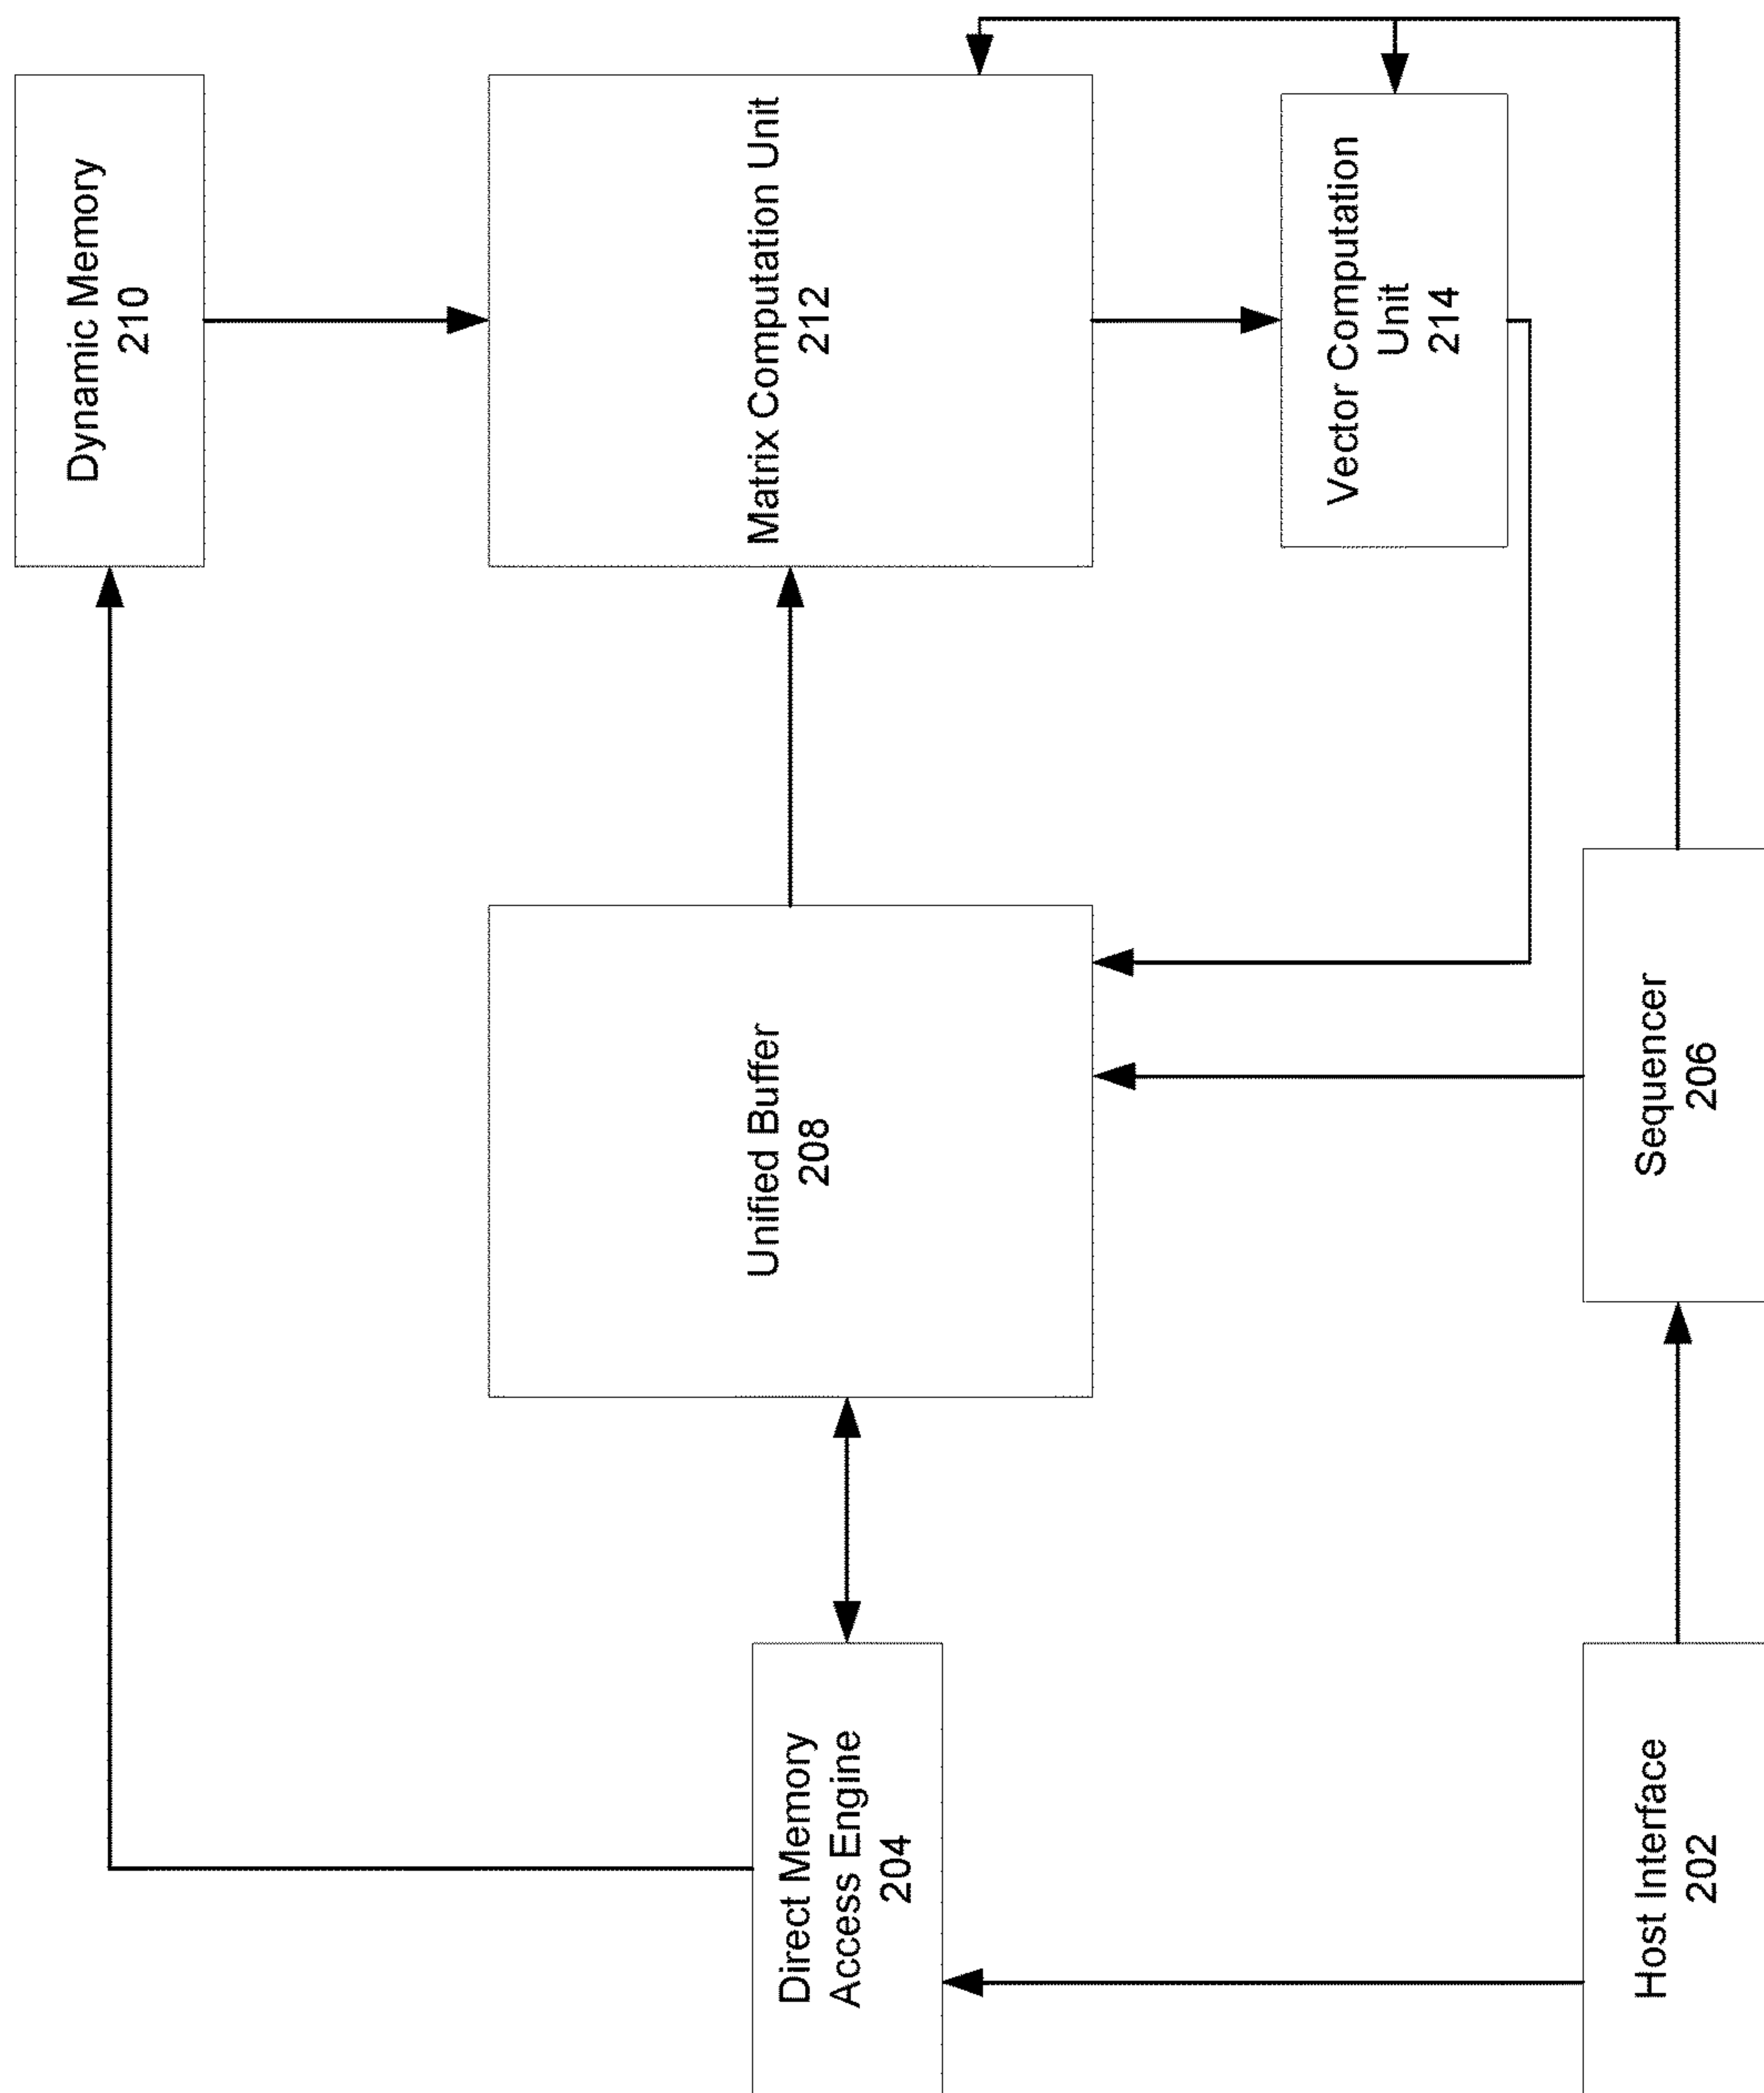 Dynamic Memory
210
Direct Memory
Access Engine
204
Unified Buffer
208
Matrix Computation Unit
212
Vector Computation
Unit
214
Host Interface
202
Sequencer
206